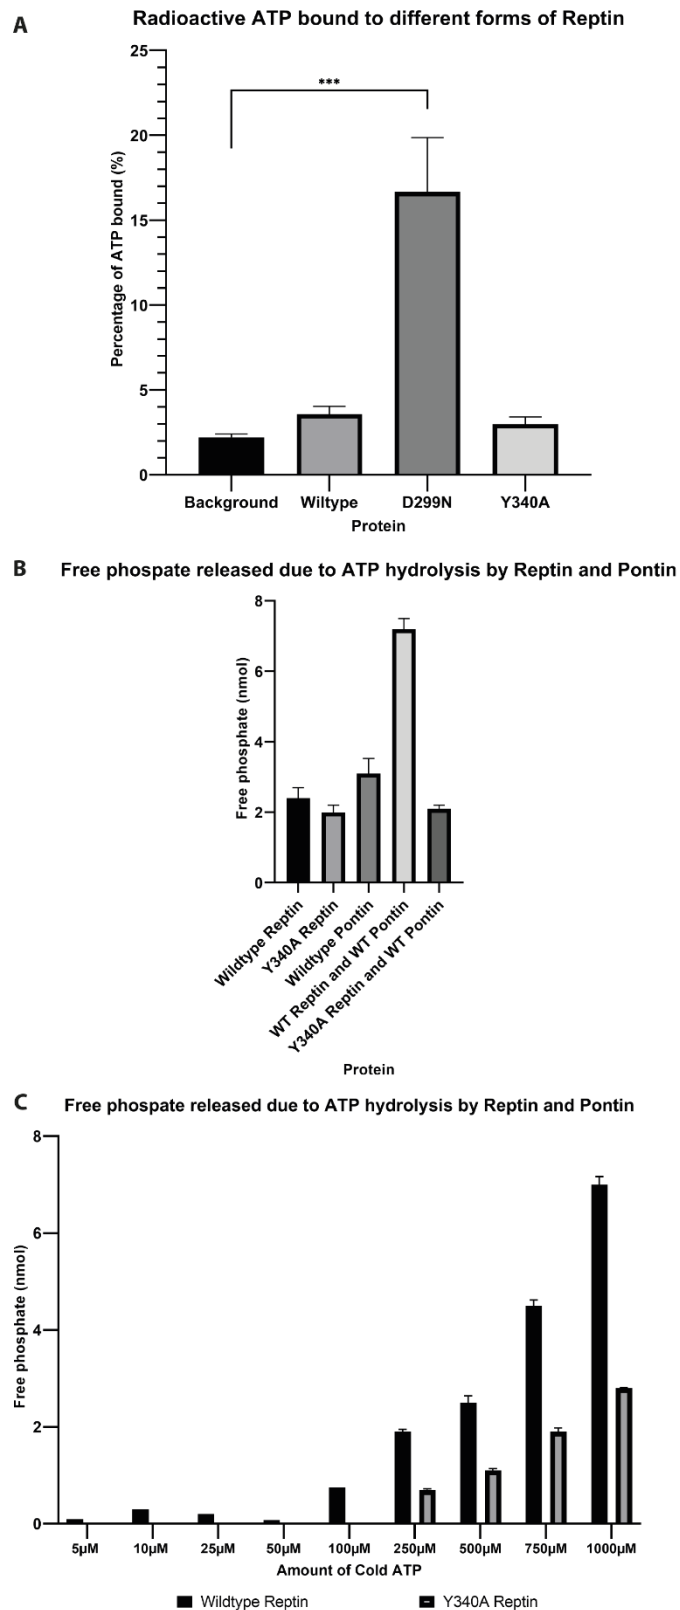 A
Radioactive ATP bound to different forms of Reptin
25
20
15
10
5
0
Percentage of ATP bound (%)
***
Background
Wiltype
D299N
Y340A
Protein
B
Free phospate released due to ATP hydrolysis by Reptin and Pontin
8
6
4
2
0
Free phosphate (nmol)
Wildtype Reptin
Y340A Reptin
Wildtype Pontin
WT Reptin and WT Pontin
Y340A Reptin and WT Pontin
Protein
C
Free phospate released due to ATP hydrolysis by Reptin and Pontin
8
6
4
2
0
Free phosphate (nmol)
5µM
10µM
25µM
50µM
100µM
250µM
500µM
750µM
1000µM
Amount of Cold ATP
Wildtype Reptin
Y340A Reptin